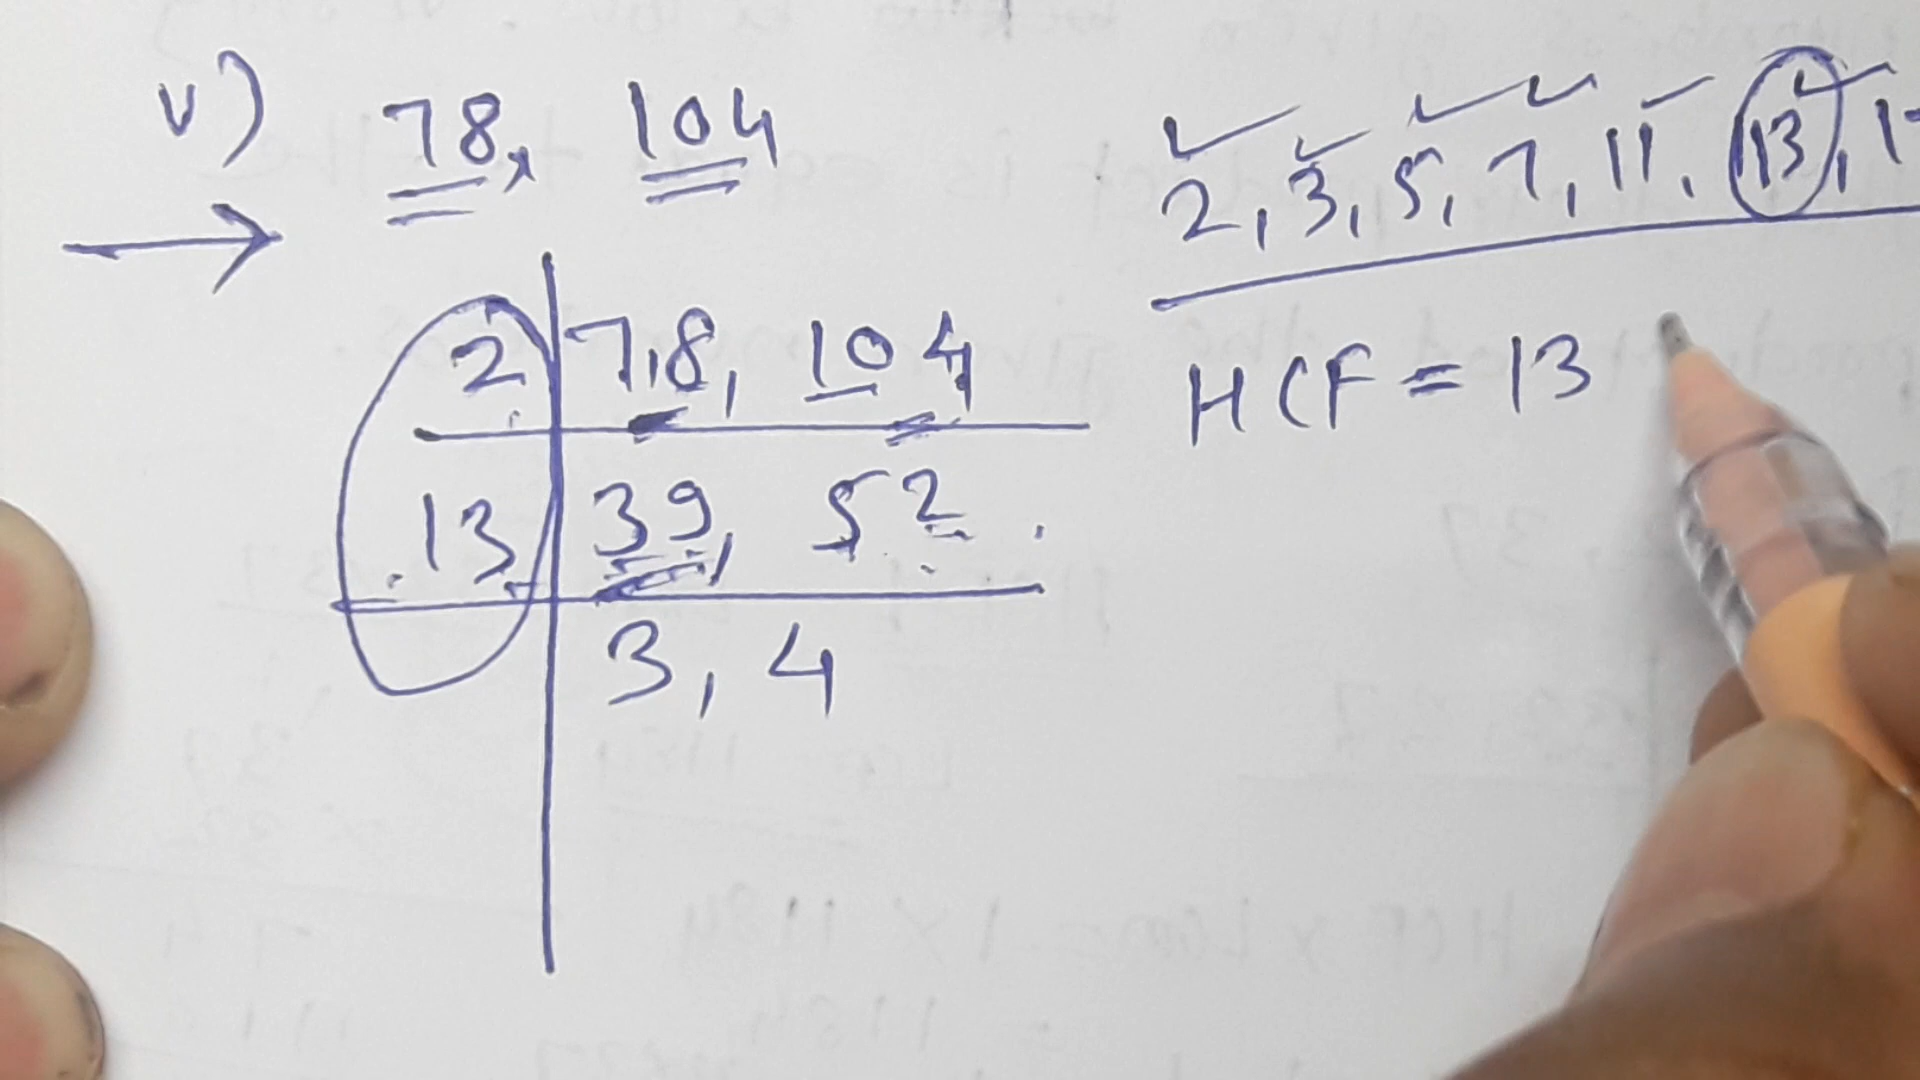 v) 78, 104
2, 3, 5, 7, 11, 13,
2 78, 104
HCF = 13
13 39, 52
3, 4